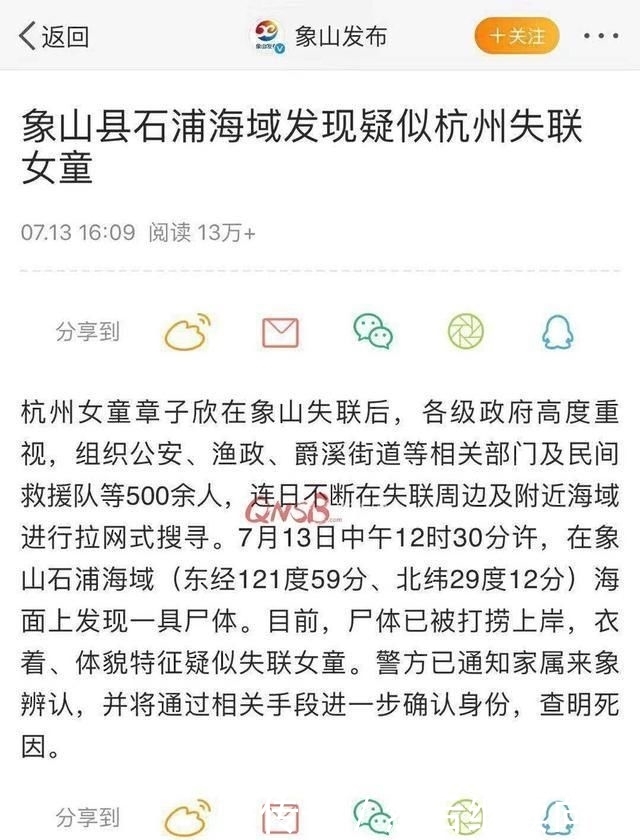 返回
象山发布
+关注
象山县石浦海域发现疑似杭州失联
女童
07.13 16:09 阅读 13万+
分享到
杭州女童章子欣在象山失联后，各级政府高度重
视，组织公安、渔政、爵溪街道等相关部门及民间
救援队等500余人，连日不断在失联周边及附近海域
QNSB.com
进行拉网式搜寻。7月13日中午12时30分许，在象
山石浦海域（东经121度59分、北纬29度12分）海
面上发现一具尸体。目前，尸体已被打捞上岸，衣
着、体貌特征疑似失联女童。警方已通知家属来象
辨认，并将通过相关手段进一步确认身份，查明死
因。
分享到